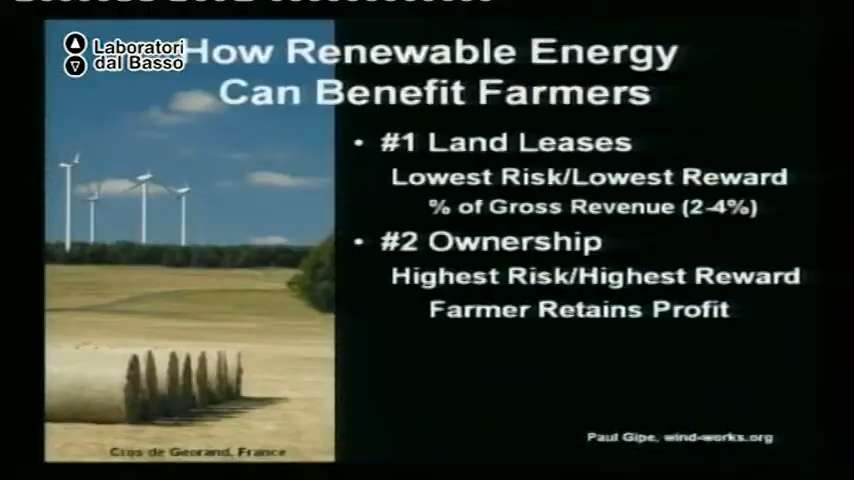 Laboratori
dal Basso
How Renewable Energy
Can Benefit Farmers
• #1 Land Leases
Lowest Risk/Lowest Reward
% of Gross Revenue (2-4%)
• #2 Ownership
Highest Risk/Highest Reward
Farmer Retains Profit
Paul Gipe, wind-works.org
Cros de Georand, France